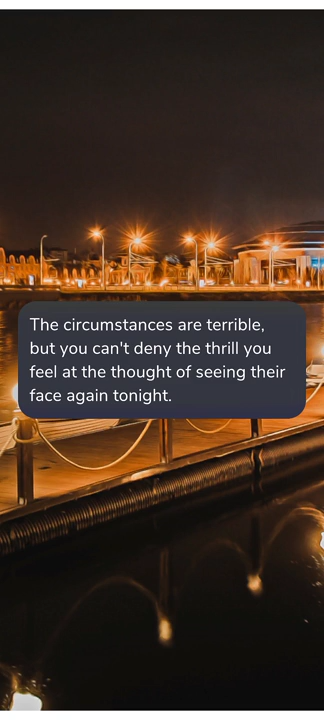 The circumstances are terrible,
but you can't deny the thrill you
feel at the thought of seeing their
face again tonight.